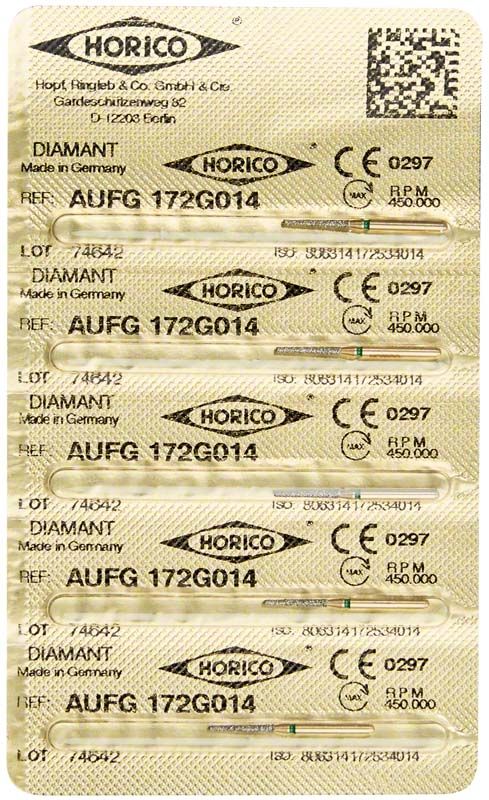 HORICO
®
Hopf, Ringleb & Co. GmbH & Cie.
Gardeschützenweg 82
D-12203 Berlin
DIAMANT
Made in Germany
HORICO ® CE 0297
REF: AUFG 172G014
MAX. RPM 450.000
LOT 74642 ISO: 806314172534014
DIAMANT
Made in Germany
HORICO ® CE 0297
REF: AUFG 172G014
MAX. RPM 450.000
LOT 74642 ISO: 806314172534014
DIAMANT
Made in Germany
HORICO ® CE 0297
REF: AUFG 172G014
MAX. RPM 450.000
LOT 74642 ISO: 806314172534014
DIAMANT
Made in Germany
HORICO ® CE 0297
REF: AUFG 172G014
MAX. RPM 450.000
LOT 74642 ISO: 806314172534014
DIAMANT
Made in Germany
HORICO ® CE 0297
REF: AUFG 172G014
MAX. RPM 450.000
LOT 74642 ISO: 806314172534014